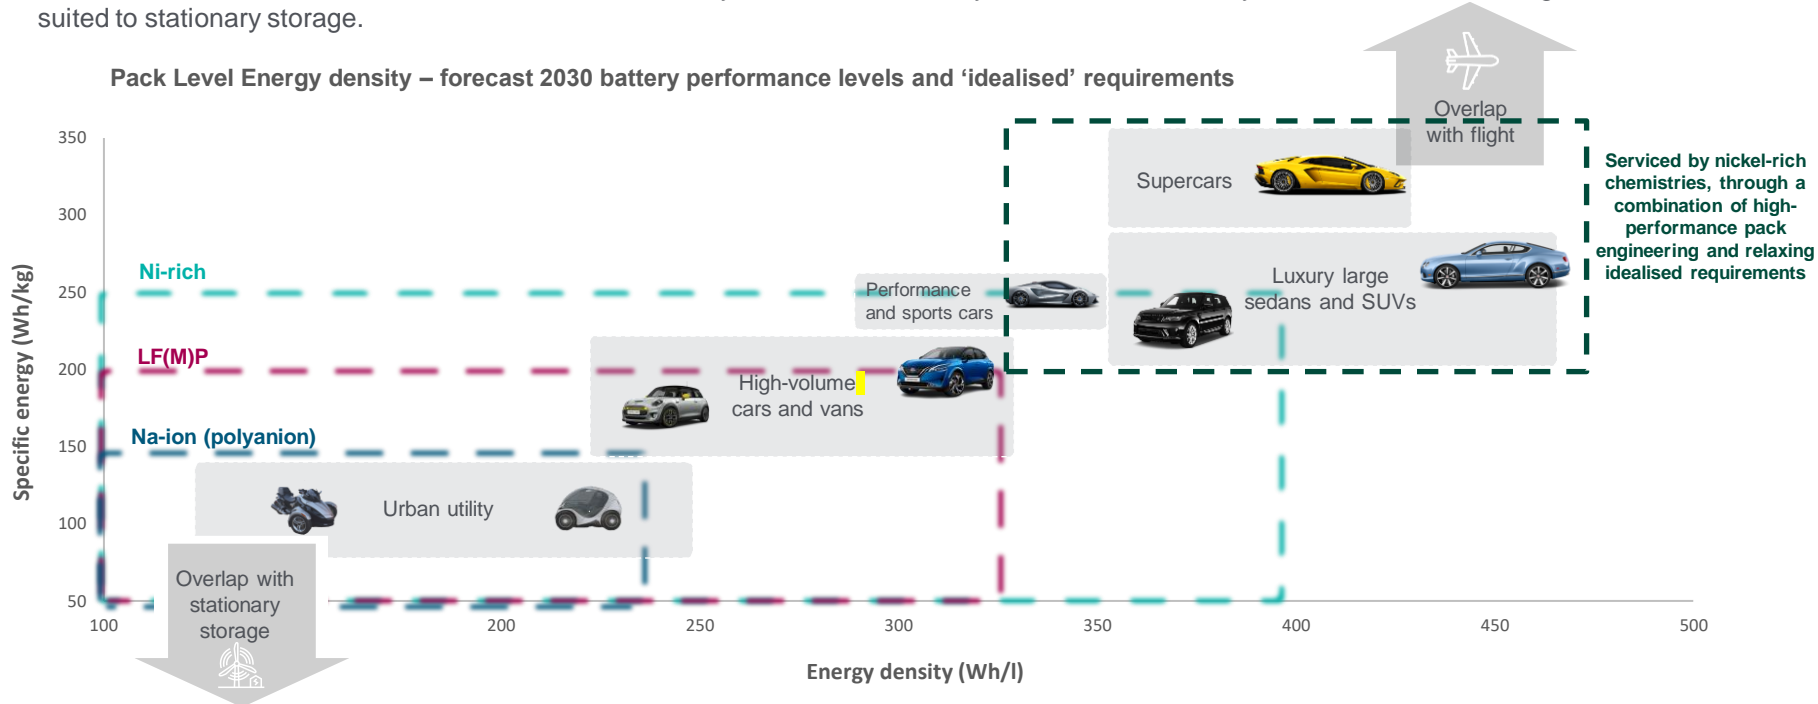 suited to stationary storage.
Pack Level Energy density – forecast 2030 battery performance levels and ‘idealised’ requirements
Overlap
with flight
350
300
250
200
150
100
50
Specific energy (Wh/kg)
Ni-rich
LF(M)P
Na-ion (polyanion)
Supercars
Luxury large
sedans and SUVs
Performance
and sports cars
High-volume
cars and vans
Urban utility
Serviced by nickel-rich
chemistries, through a
combination of high-
performance pack
engineering and relaxing
idealised requirements
Overlap with
stationary
storage
100
200
250
300
350
400
450
500
Energy density (Wh/l)